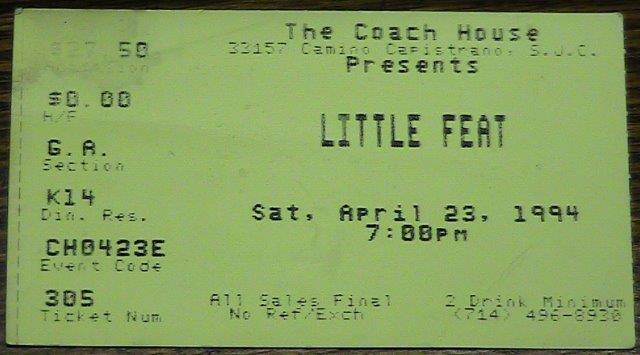 The Coach House
33157 Camino Capistrano, S.J.C.
Presents
LITTLE FEAT
Sat, April 23, 1994
7:00pm
All Sales Final
No Ref/Exch
2 Drink Minimum
(714) 496-8930
$27.50
$0.00
H/F
G.A.
Section
K14
Din. Res.
CH0423E
Event Code
305
Ticket Num